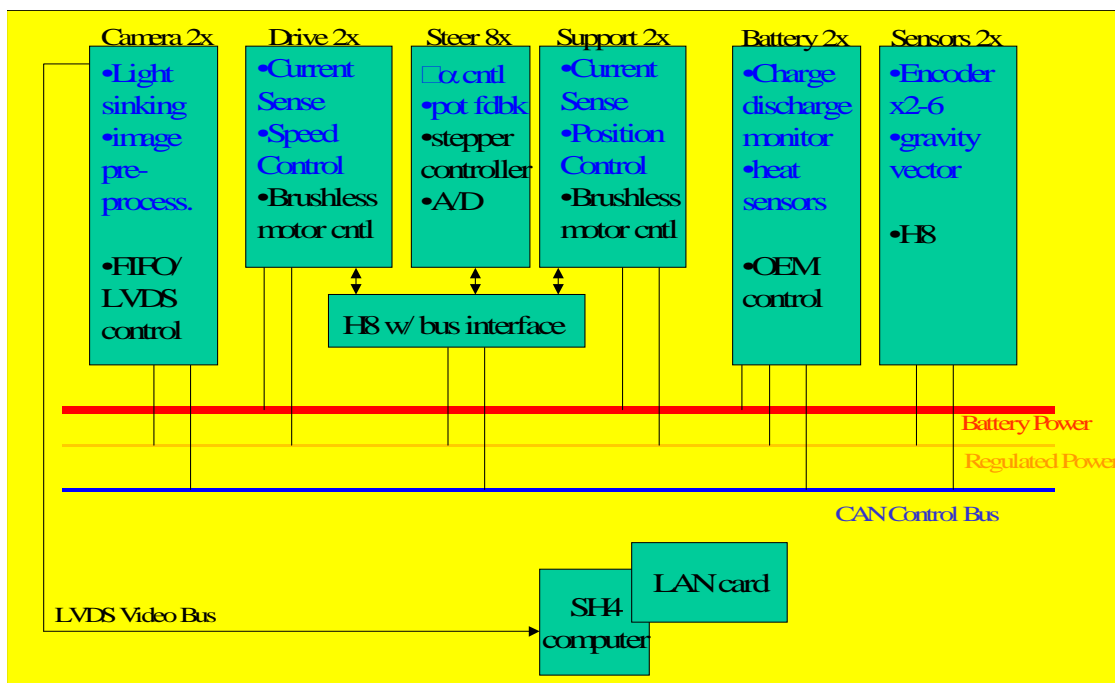 Camera 2x
•Light
sinking
•image
pre-
process.
•FIFO/
LVDS
control
Drive 2x
•Current
Sense
•Speed
Control
•Brushless
motor cntl
Steer 8x
□α cntl
•pot fdbk
•stepper
controller
•A/D
Support 2x
•Current
Sense
•Position
Control
•Brushless
motor cntl
Battery 2x
•Charge
discharge
monitor
•heat
sensors
•OEM
control
Sensors 2x
•Encoder
x2-6
•gravity
vector
•H8
H8 w/ bus interface
Battery Power
Regulated Power
CAN Control Bus
LVDS Video Bus
SH4
computer
LAN card